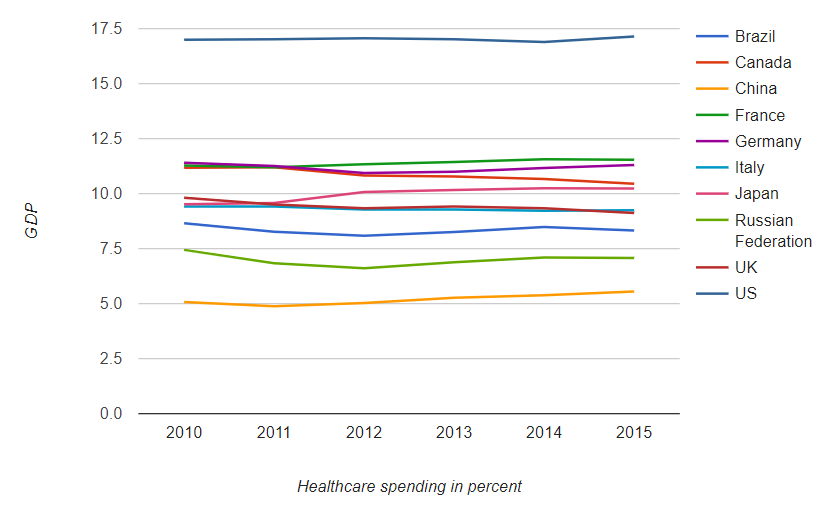 17.5
15.0
12.5
10.0
7.5
5.0
2.5
0.0
GDP
2010 2011 2012 2013 2014 2015
Healthcare spending in percent
Brazil
Canada
China
France
Germany
Italy
Japan
Russian
Federation
UK
US